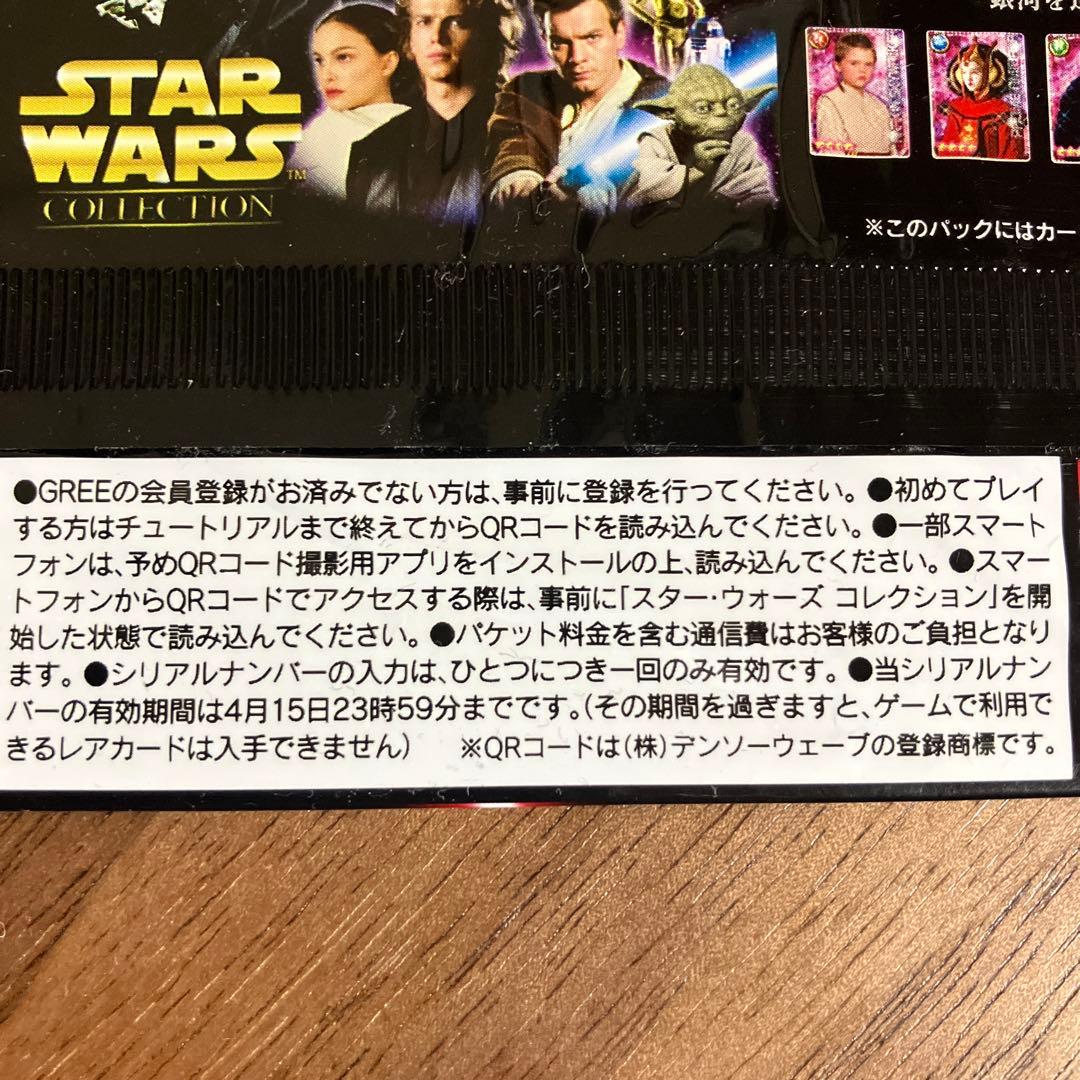 銀河を
STAR
WARS™
COLLECTION
※このパックにはカー
●GREEの会員登録がお済みでない方は、事前に登録を行ってください。●初めてプレイ
する方はチュートリアルまで終えてからQRコードを読み込んでください。●一部スマート
フォンは、予めQRコード撮影用アプリをインストールの上、読み込んでください。●スマー
トフォンからQRコードでアクセスする際は、事前に「スター・ウォーズ コレクション」を開
始した状態で読み込んでください。●パケット料金を含む通信費はお客様のご負担となり
ます。●シリアルナンバーの入力は、ひとつにつき一回のみ有効です。●当シリアルナン
バーの有効期間は4月15日23時59分までです。(その期間を過ぎますと、ゲームで利用で
きるレアカードは入手できません)　※QRコードは(株)デンソーウェーブの登録商標です。